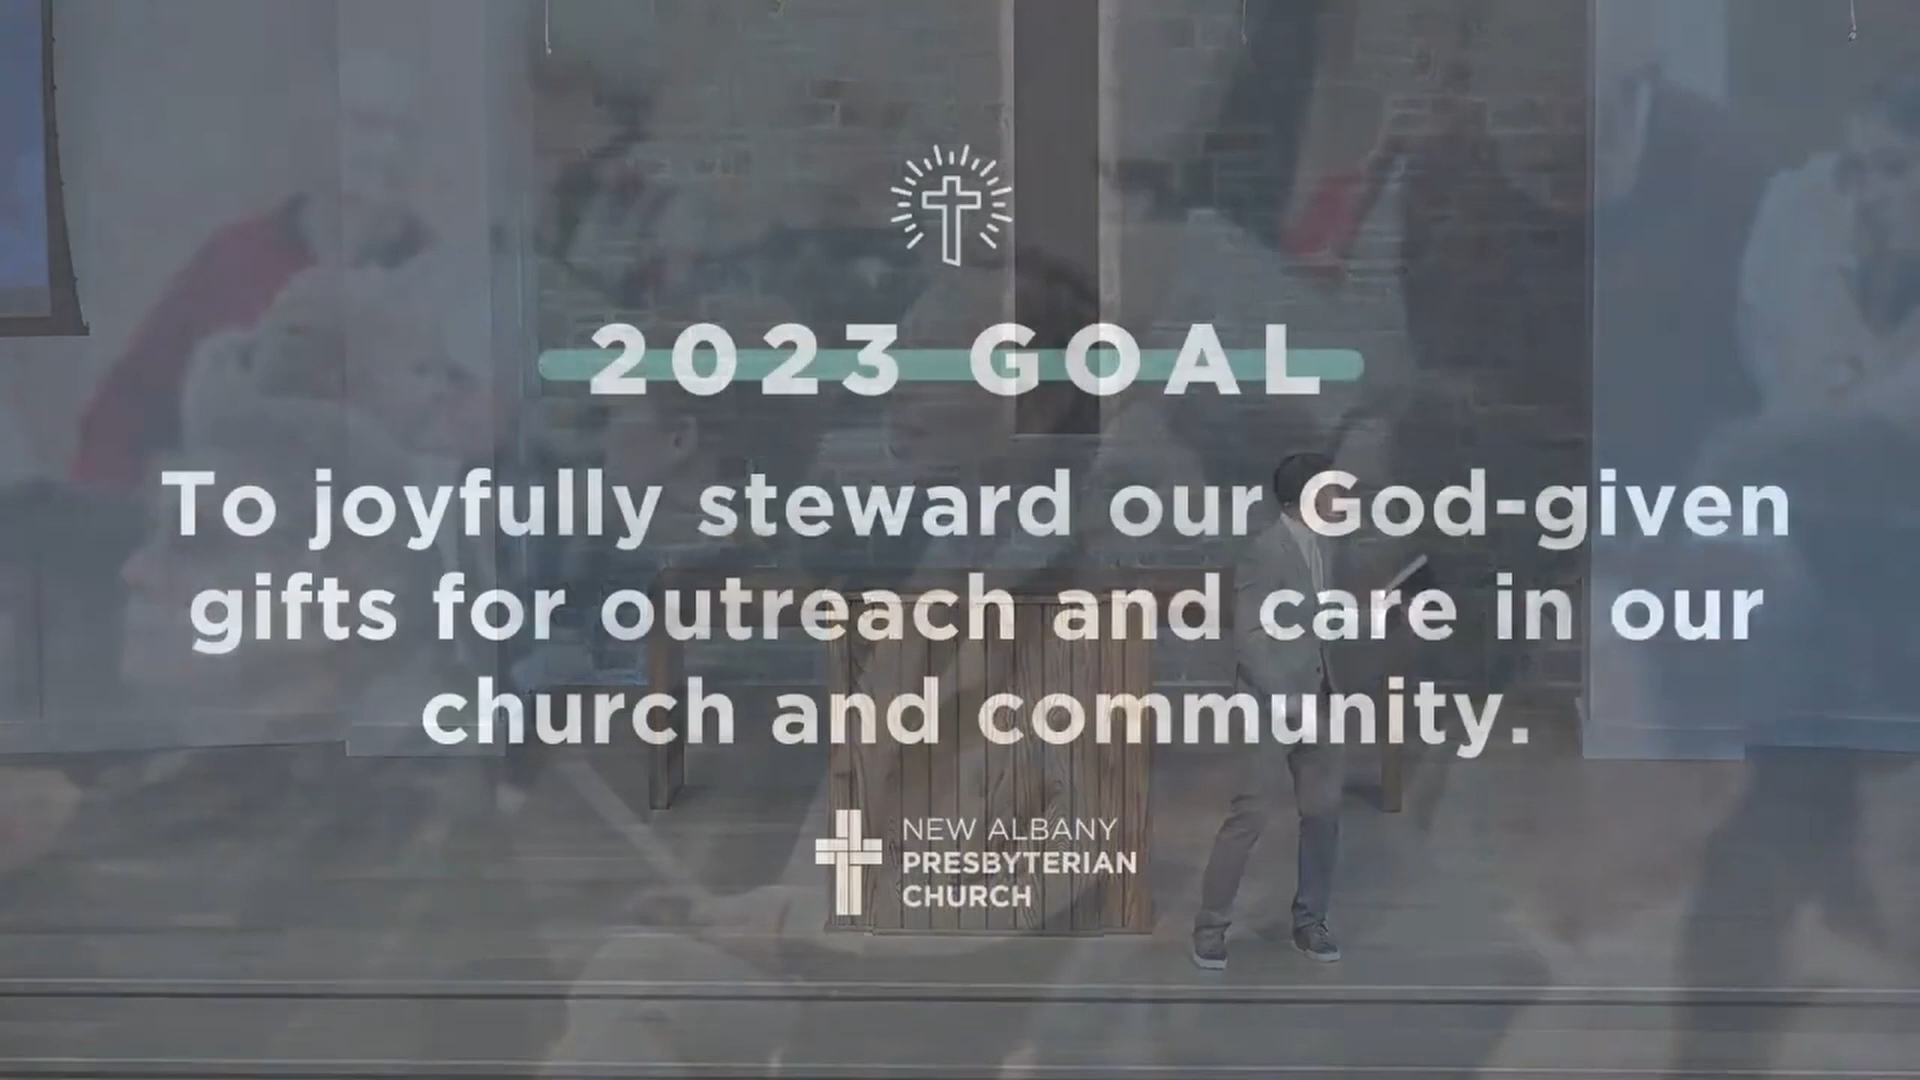 2023 GOAL
To joyfully steward our God-given
gifts for outreach and care in our
church and community.
NEW ALBANY
PRESBYTERIAN
CHURCH